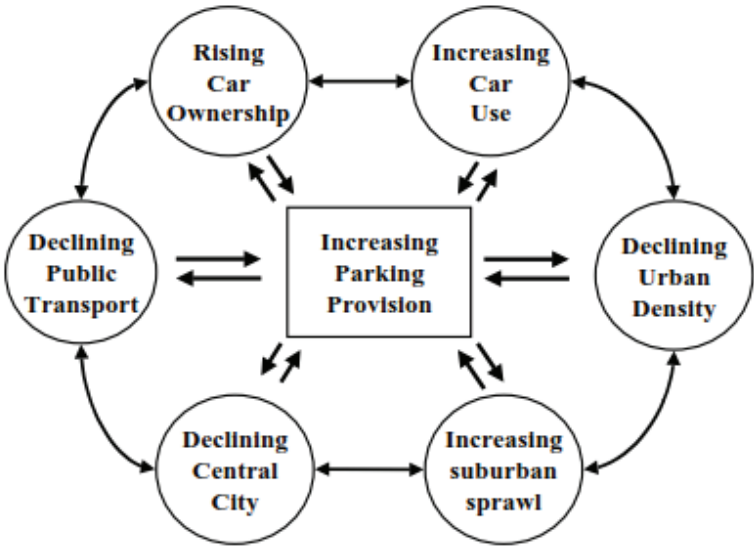 Rising
Car
Ownership
Increasing
Car
Use
Declining
Public
Transport
Increasing
Parking
Provision
Declining
Urban
Density
Declining
Central
City
Increasing
suburban
sprawl